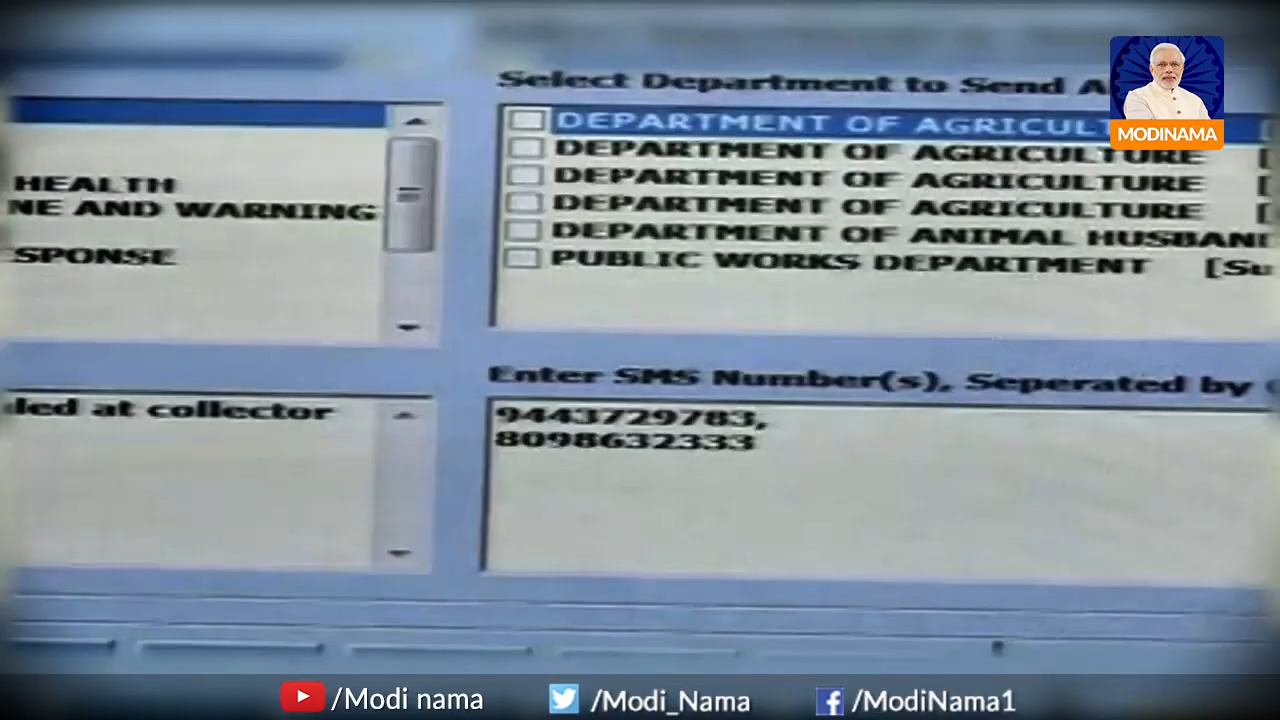 Select Department to Send A
DEPARTMENT OF AGRICULT
DEPARTMENT OF AGRICULTURE [
DEPARTMENT OF AGRICULTURE [
DEPARTMENT OF AGRICULTURE [
DEPARTMENT OF ANIMAL HUSBAN
PUBLIC WORKS DEPARTMENT [Su
HEALTH
NE AND WARNING
SPONSE
Enter SMS Number(s), Seperated by
9443729783,
8098632333
led at collector
MODINAMA
/Modi nama
/Modi_Nama
/ModiNama1